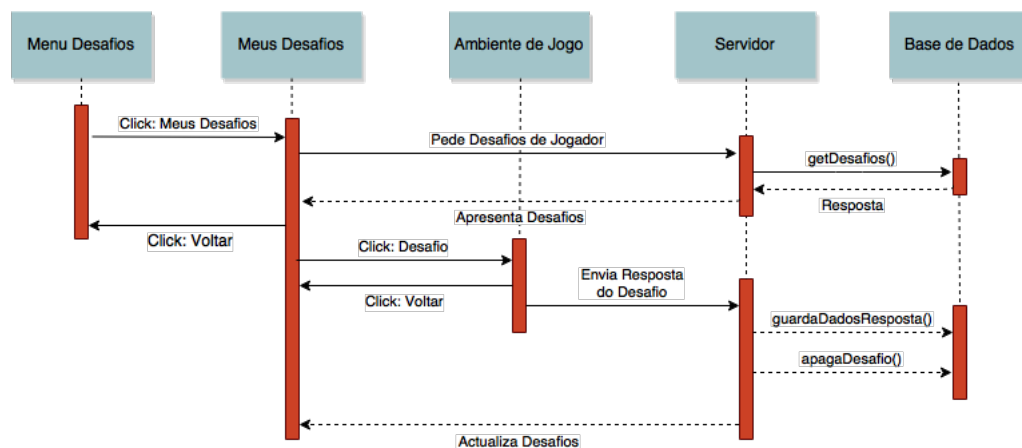 Menu Desafios
Meus Desafios
Ambiente de Jogo
Servidor
Base de Dados
Click: Meus Desafios
Pede Desafios de Jogador
getDesafios()
Resposta
Apresenta Desafios
Click: Voltar
Click: Desafio
Click: Voltar
Envia Resposta
do Desafio
guardaDadosResposta()
apagaDesafio()
Actualiza Desafios